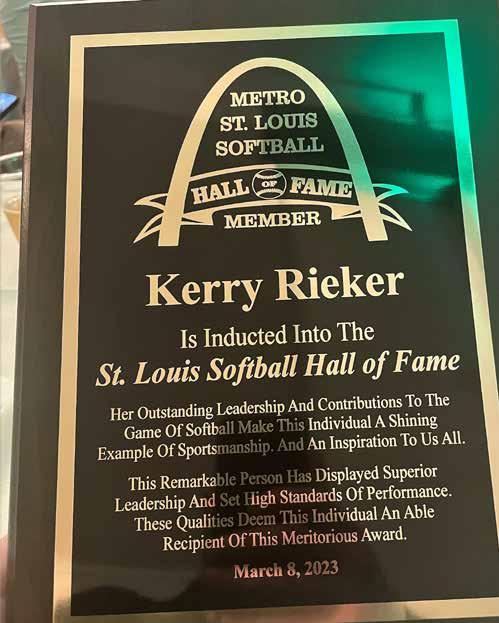 METRO
ST. LOUIS
SOFTBALL
HALL OF FAME
MEMBER
Kerry Rieker
Is Inducted Into The
St. Louis Softball Hall of Fame
Her Outstanding Leadership And Contributions To The
Game Of Softball Make This Individual A Shining
Example Of Sportsmanship. And An Inspiration To Us All.
This Remarkable Person Has Displayed Superior
Leadership And Set High Standards Of Performance.
These Qualities Deem This Individual An Able
Recipient Of This Meritorious Award.
March 8, 2023